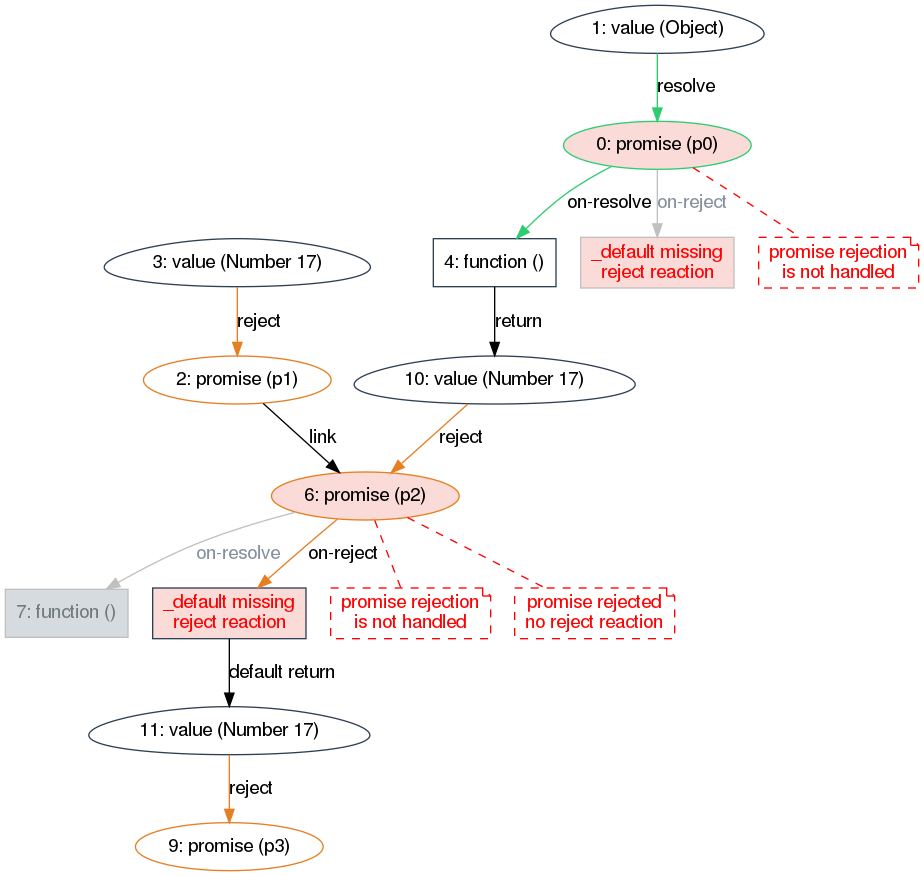 1: value (Object)
resolve
0: promise (p0)
on-resolve
on-reject
3: value (Number 17)
4: function ()
_default missing
reject reaction
promise rejection
is not handled
reject
return
2: promise (p1)
10: value (Number 17)
link
reject
6: promise (p2)
on-resolve
on-reject
7: function ()
_default missing
reject reaction
promise rejection
is not handled
promise rejected
no reject reaction
default return
11: value (Number 17)
reject
9: promise (p3)